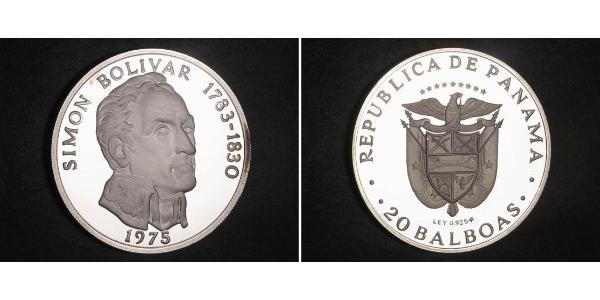 SIMON BOLIVAR 1783-1830
1975
REPUBLICA DE PANAMA
LEY 0.925
· 20 BALBOAS ·